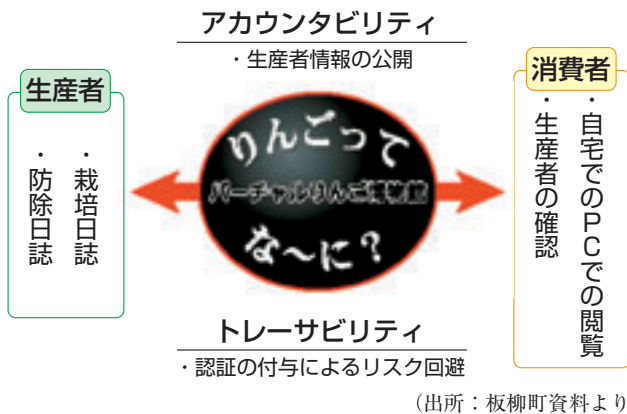 アカウンタビリティ
・生産者情報の公開
生産者
・栽培日誌
・防除日誌
りんごって
バーチャルりんご博物館
な〜に？
消費者
・自宅でのPCでの閲覧
・生産者の確認
トレーサビリティ
・認証の付与によるリスク回避
（出所：板柳町資料より